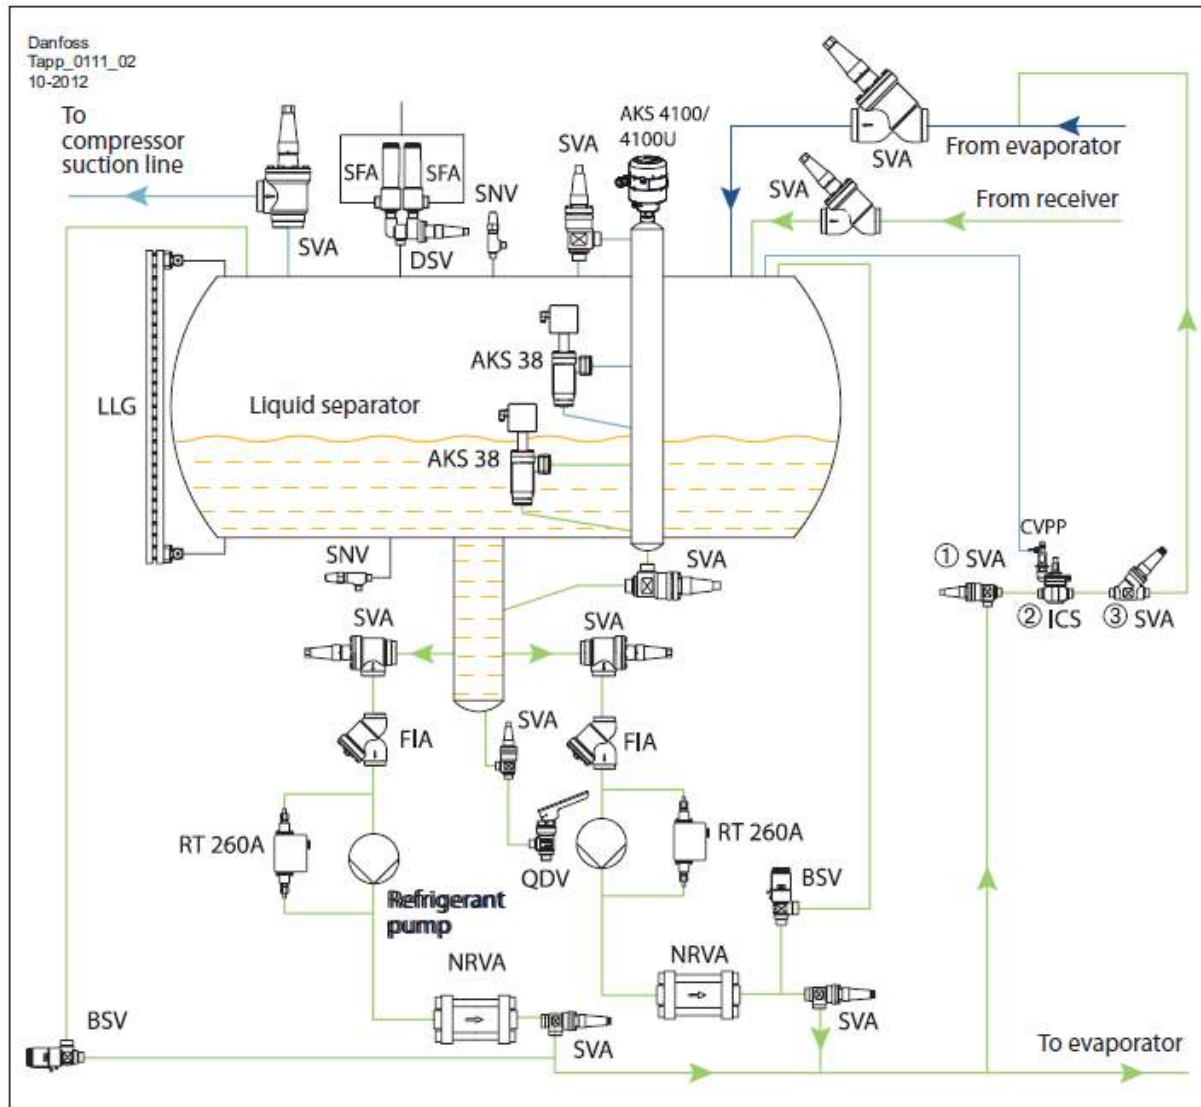 Danfoss
Tapp_0111_02
10-2012
To
compressor
suction line
SVA
SFA
SFA
DSV
SNV
SVA
AKS 4100/
4100U
SVA
From evaporator
SVA
From receiver
LLG
Liquid separator
AKS 38
AKS 38
SNV
SVA
SVA
SVA
CVPP
① SVA
② ICS
③ SVA
FIA
SVA
FIA
RT 260A
QDV
RT 260A
Refrigerant
pump
BSV
NRVA
NRVA
BSV
SVA
SVA
To evaporator